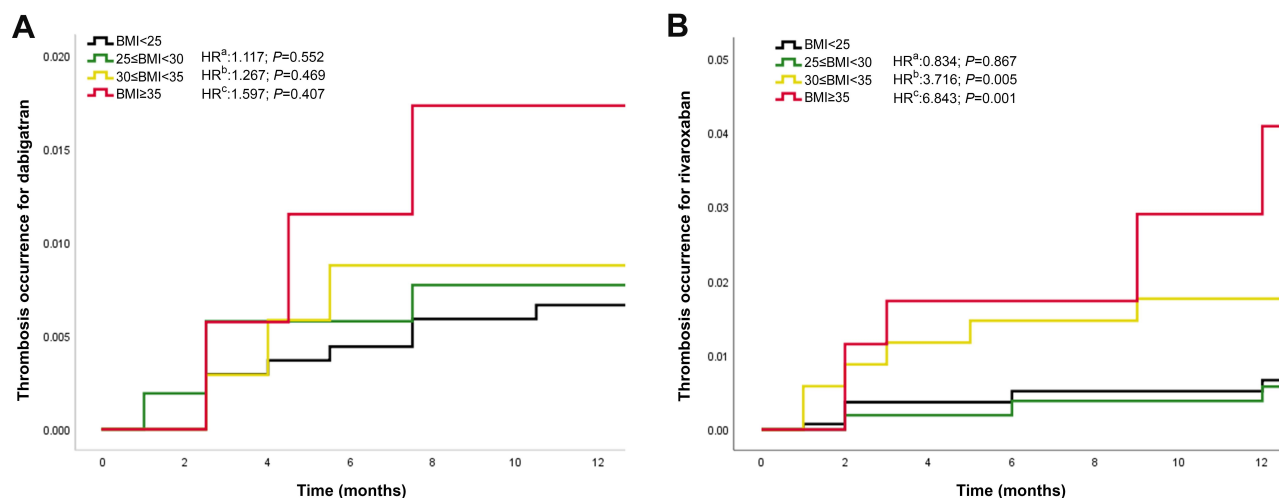 A
Thrombosis occurrence for dabigatran
BMI<25
25≤BMI<30 HRa:1.117; P=0.552
30≤BMI<35 HRb:1.267; P=0.469
BMI≥35 HRc:1.597; P=0.407
0.020
0.015
0.010
0.005
0.000
0 2 4 6 8 10 12
Time (months)
B
Thrombosis occurrence for rivaroxaban
BMI<25
25≤BMI<30 HRa:0.834; P=0.867
30≤BMI<35 HRb:3.716; P=0.005
BMI≥35 HRc:6.843; P=0.001
0.05
0.04
0.03
0.02
0.01
0.00
0 2 4 6 8 10 12
Time (months)